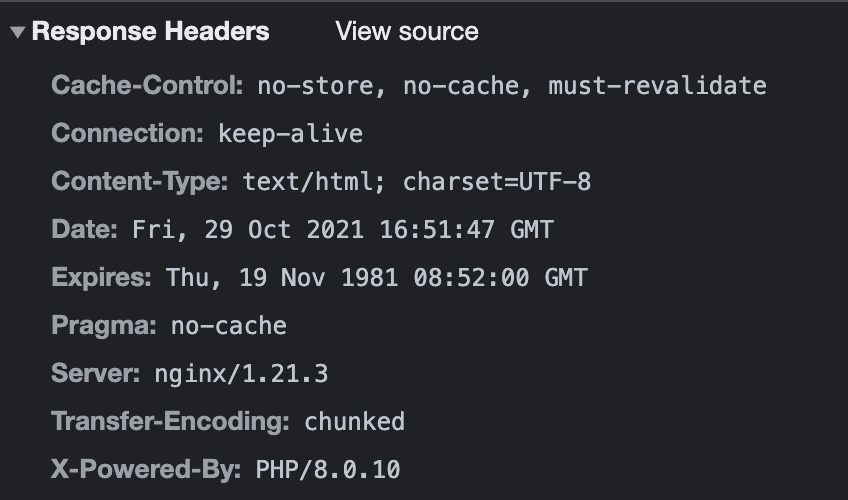 Response Headers View source
Cache-Control: no-store, no-cache, must-revalidate
Connection: keep-alive
Content-Type: text/html; charset=UTF-8
Date: Fri, 29 Oct 2021 16:51:47 GMT
Expires: Thu, 19 Nov 1981 08:52:00 GMT
Pragma: no-cache
Server: nginx/1.21.3
Transfer-Encoding: chunked
X-Powered-By: PHP/8.0.10